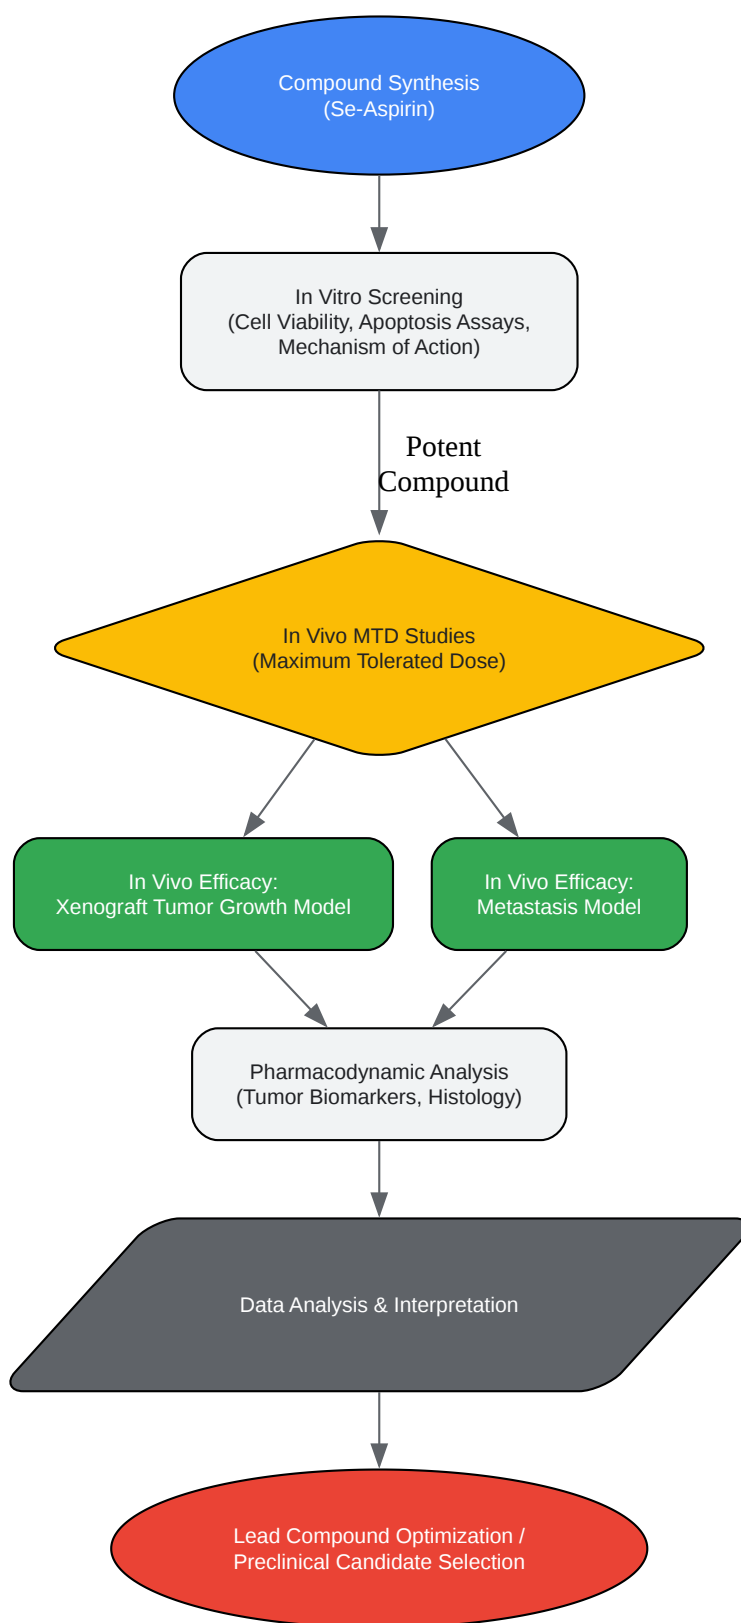 Compound Synthesis
(Se-Aspirin)
In Vitro Screening
(Cell Viability, Apoptosis Assays,
Mechanism of Action)
Potent
Compound
In Vivo MTD Studies
(Maximum Tolerated Dose)
In Vivo Efficacy:
Xenograft Tumor Growth Model
In Vivo Efficacy:
Metastasis Model
Pharmacodynamic Analysis
(Tumor Biomarkers, Histology)
Data Analysis & Interpretation
Lead Compound Optimization /
Preclinical Candidate Selection